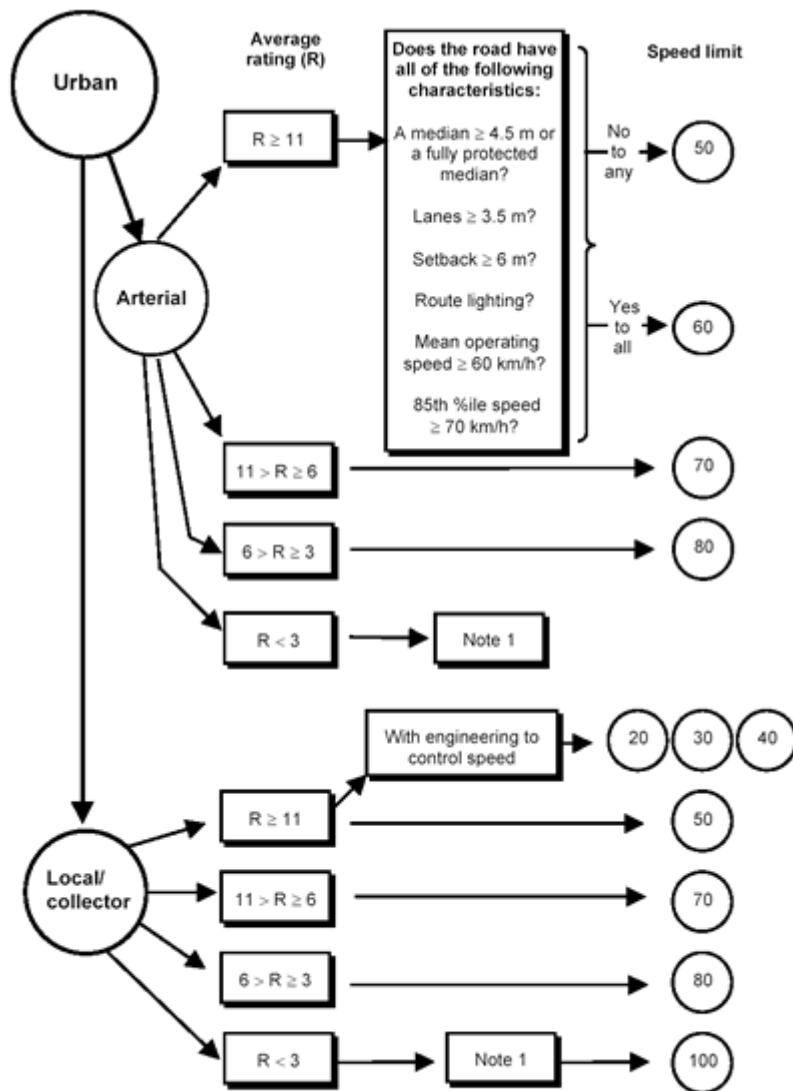 Urban
Average
rating (R)
Does the road have
all of the following
characteristics:
Speed limit
R ≥ 11
A median ≥ 4.5 m or
a fully protected
median?
No
to
any
50
Lanes ≥ 3.5 m?
Setback ≥ 6 m?
Arterial
Route lighting?
Mean operating
speed ≥ 60 km/h?
Yes
to
all
60
85th %ile speed
≥ 70 km/h?
11 > R ≥ 6
70
6 > R ≥ 3
80
R < 3
Note 1
With engineering to
control speed
20
30
40
R ≥ 11
50
Local/
collector
11 > R ≥ 6
70
6 > R ≥ 3
80
R < 3
Note 1
100